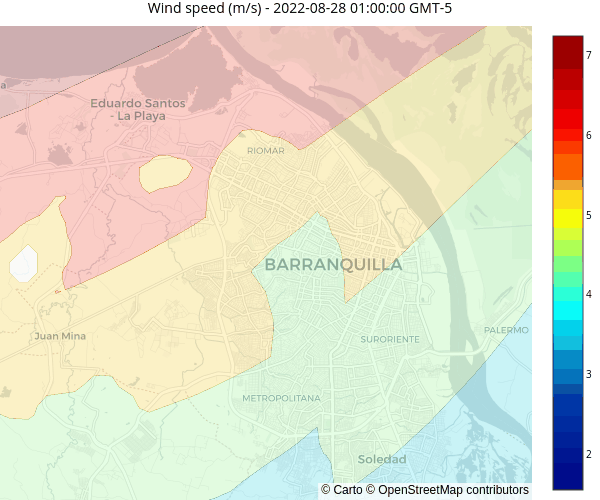 Wind speed (m/s) - 2022-08-28 01:00:00 GMT-5
a
Eduardo Santos
- La Playa
RIOMAR
BARRANQUILLA
Juan Mina
SURORIENTE
PALERMO
METROPOLITANA
Soledad
© Carto © OpenStreetMap contributors
7
6
5
4
3
2